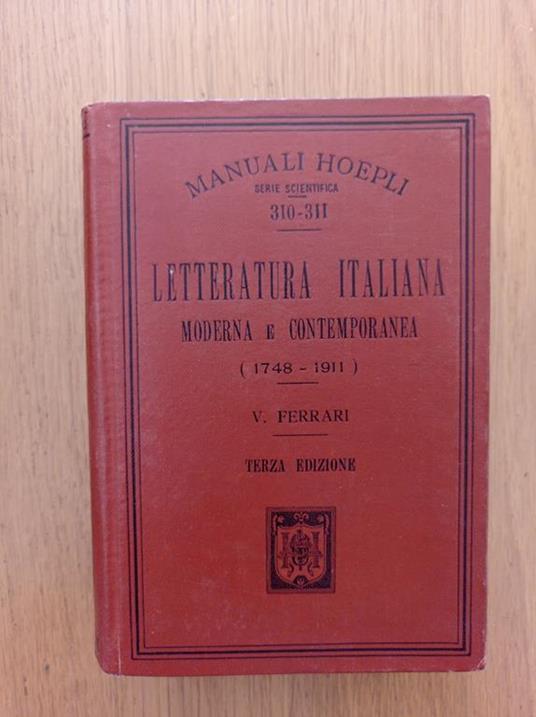 MANUALI HOEPLI
SERIE SCIENTIFICA
310-311
LETTERATURA ITALIANA
MODERNA E CONTEMPORANEA
(1748 - 1911)
V. FERRARI
TERZA EDIZIONE